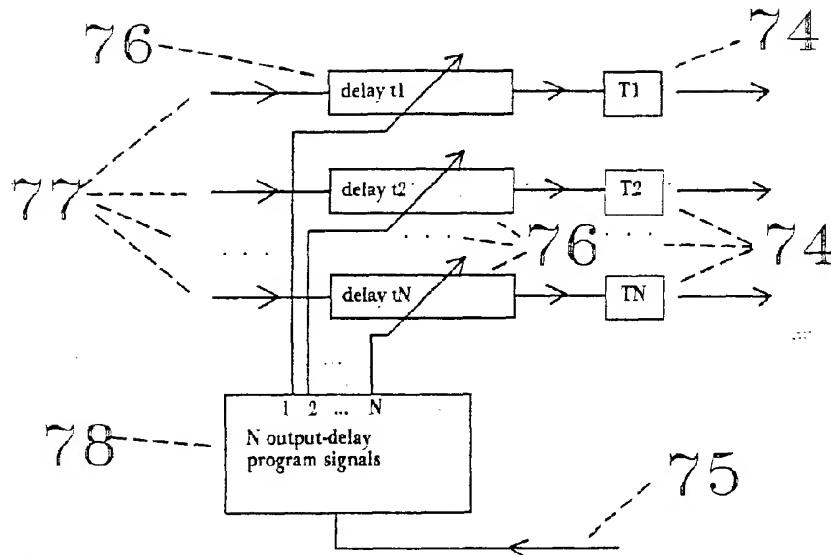 76
74
delay t1
T1
77
delay t2
T2
. . . .
. . .
76
. . .
74
delay tN
TN
...
1 2 ... N
78
N output-delay
program signals
75